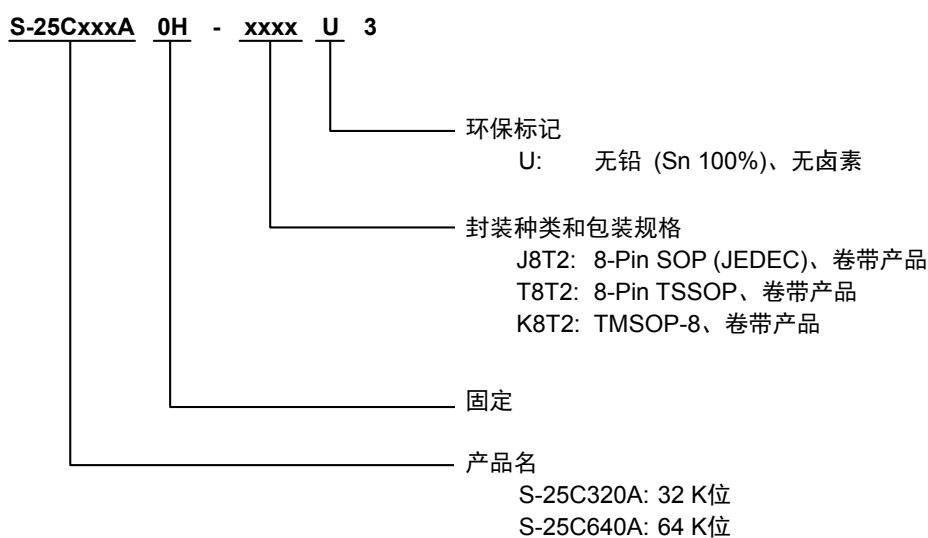 S-25CxxxA 0H - xxxx U 3
环保标记
U: 无铅 (Sn 100%)、无卤素
封装种类和包装规格
J8T2: 8-Pin SOP (JEDEC)、卷带产品
T8T2: 8-Pin TSSOP、卷带产品
K8T2: TMSOP-8、卷带产品
固定
产品名
S-25C320A: 32 K位
S-25C640A: 64 K位